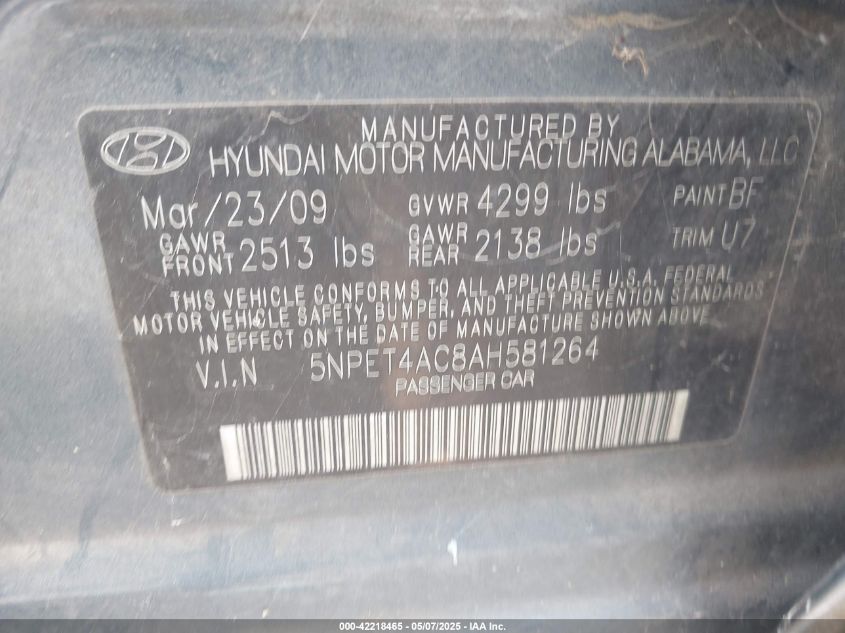 MANUFACTURED BY
HYUNDAI MOTOR MANUFACTURING ALABAMA, LLC
Mar/23/09 GVWR 4299 lbs PAINT BF
GAWR FRONT 2513 lbs GAWR REAR 2138 lbs TRIM U7
THIS VEHICLE CONFORMS TO ALL APPLICABLE U.S.A. FEDERAL
MOTOR VEHICLE SAFETY, BUMPER, AND THEFT PREVENTION STANDARDS
IN EFFECT ON THE DATE OF MANUFACTURE SHOWN ABOVE.
V.I.N 5NPET4AC8AH581264
PASSENGER CAR
000-42218465 - 05/07/2025 - IAA Inc.